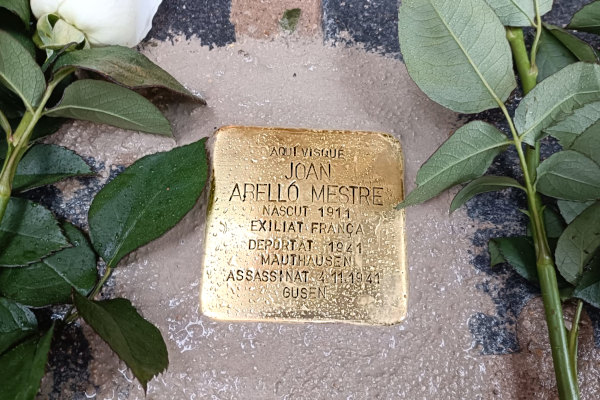 AQUÍ VISQUÉ
JOAN
ARELLÓ MESTRE
NASCUT 1911
EXILIAT FRANÇA
DEPORTAT 1941
MAUTHAUSEN
ASSASSINAT 4.11.1941
GUSEN